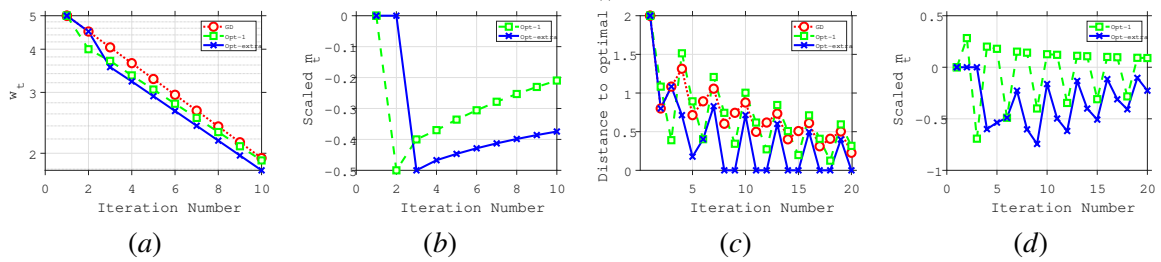 5
4
3
2
0
2
4
6
8
10
w_t
Iteration Number
GD
Opt-1
Opt-extra
(a)
0
−0.1
−0.2
−0.3
−0.4
−0.5
0
2
4
6
8
10
Scaled m_t
Iteration Number
Opt-1
Opt-extra
(b)
2
1.5
1
0.5
0
5
10
15
20
Distance to optimal
Iteration Number
GD
Opt-1
Opt-extra
(c)
0.5
0
−0.5
−1
0
5
10
15
20
Scaled m_t
Iteration Number
Opt-1
Opt-extra
(d)